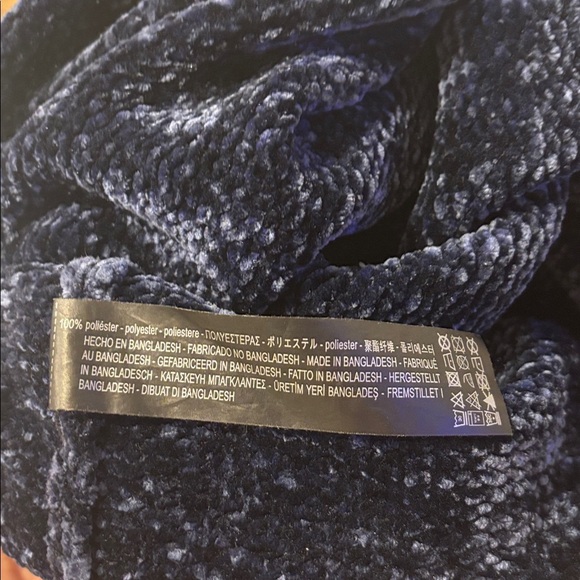 100% poliéster - polyester - poliestere - ΠΟΛΥΕΣΤΕΡΑΣ - ポリエステル - poliester - 聚酯纤维 - 폴리에스터
HECHO EN BANGLADESH - FABRICADO NO BANGLADESH - MADE IN BANGLADESH - FABRIQUÉ
AU BANGLADESH - GEFABRICEERD IN BANGLADESH - FATTO IN BANGLADESH - HERGESTELLT
IN BANGLADESCH - ΚΑΤΑΣΚΕΥΗ ΜΠΑΓΚΛΑΝΤΕΣ - ÜRETİM YERİ BANGLADEŞ - FREMSTILLET I
BANGLADESH - DIBUAT DI BANGLADESH